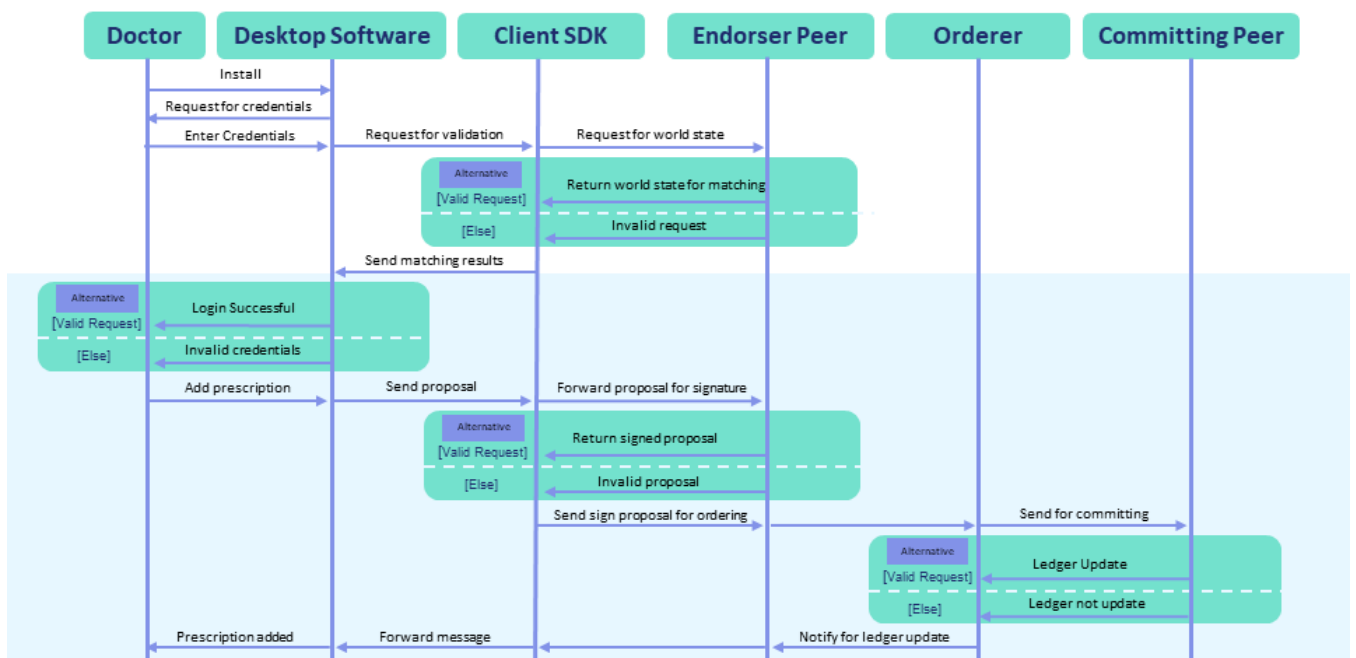 Doctor
Desktop Software
Client SDK
Endorser Peer
Orderer
Committing Peer
Install
Request for credentials
Enter Credentials
Request for validation
Request for world state
Alternative
Return world state for matching
[Valid Request]
Invalid request
[Else]
Send matching results
Alternative
Login Successful
[Valid Request]
Invalid credentials
[Else]
Add prescription
Send proposal
Forward proposal for signature
Alternative
Return signed proposal
[Valid Request]
Invalid proposal
[Else]
Send sign proposal for ordering
Send for committing
Alternative
Ledger Update
[Valid Request]
Ledger not update
[Else]
Prescription added
Forward message
Notify for ledger update